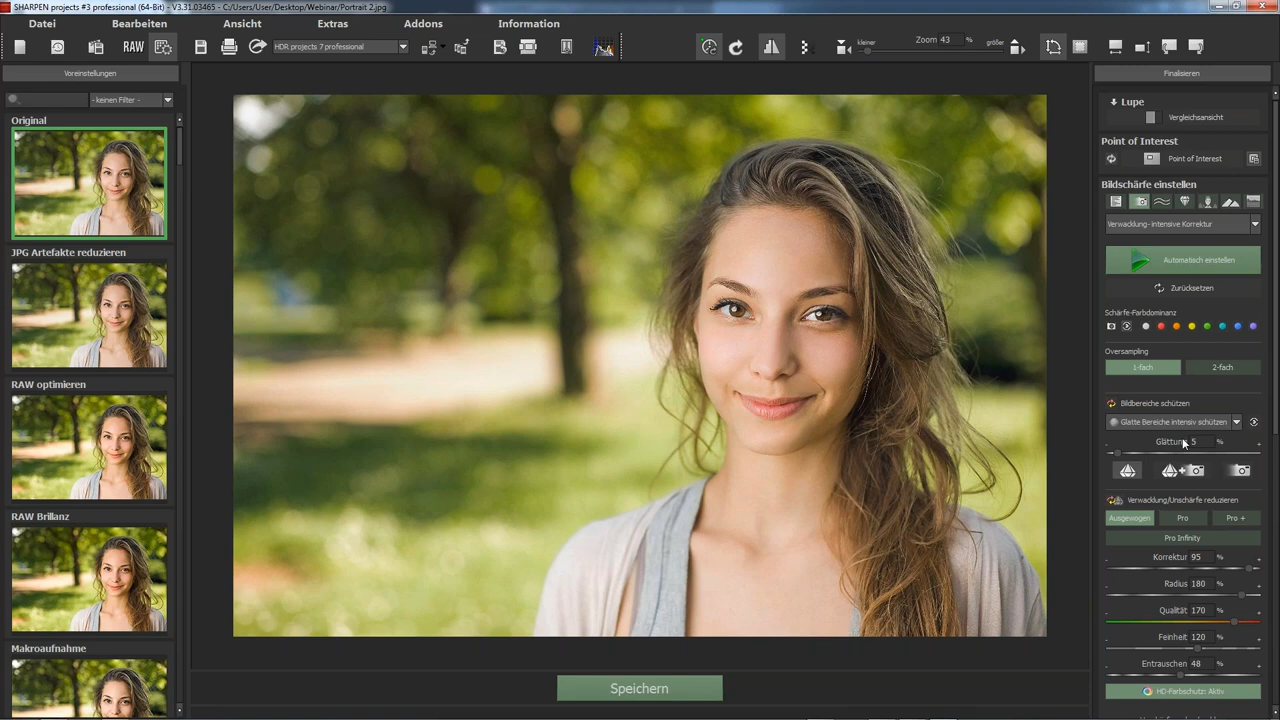 SHARPEN projects #3 professional (64-Bit) - V3.31.03465 - C:/Users/User/Desktop/Webinar/Portrait 2.jpg
Datei Bearbeiten Ansicht Extras Addons Information
RAW HDR projects 7 professional kleiner Zoom 43 % größer
Voreinstellungen
- keinen Filter -
Original
JPG Artefakte reduzieren
RAW optimieren
RAW Brillanz
Makroaufnahme
Speichern
Finalisieren
Lupe
Vergleichsansicht
Point of Interest
Point of Interest
Bildschärfe einstellen
Verwacklung- intensive Korrektur
Automatisch einstellen
Zurücksetzen
Schärfe-Farbdominanz
Oversampling
1-fach 2-fach
Bildbereiche schützen
Glatte Bereiche intensiv schützen
5 %
Verwacklung/Unschärfe reduzieren
Ausgewogen Pro Pro +
Pro Infinity
Korrektur 95 %
Radius 180 %
Qualität 170 %
Feinheit 120 %
Entrauschen 48 %
HD-Farbschutz: Aktiv